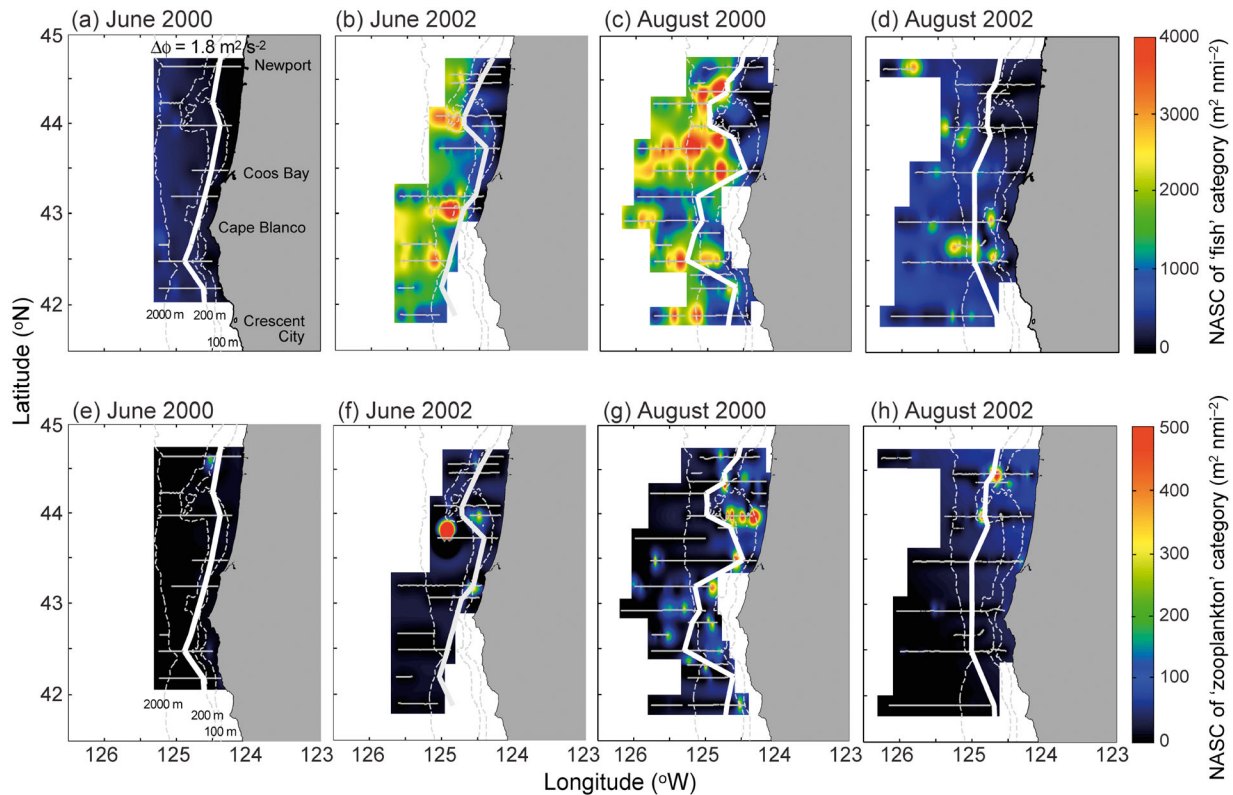 (a) June 2000
(b) June 2002
(c) August 2000
(d) August 2002
45
44
43
42
Δϕ = 1.8 m² s⁻²
Newport
Coos Bay
Cape Blanco
Crescent
City
2000 m
200 m
100 m
4000
3000
2000
1000
0
NASC of 'fish' category (m² nmi⁻²)
Latitude (°N)
(e) June 2000
(f) June 2002
(g) August 2000
(h) August 2002
45
44
43
42
2000 m
200 m
100 m
500
400
300
200
100
0
NASC of 'zooplankton' category (m² nmi⁻²)
126 125 124 123
126 125 124 123
126 125 124 123
126 125 124 123
Longitude (°W)